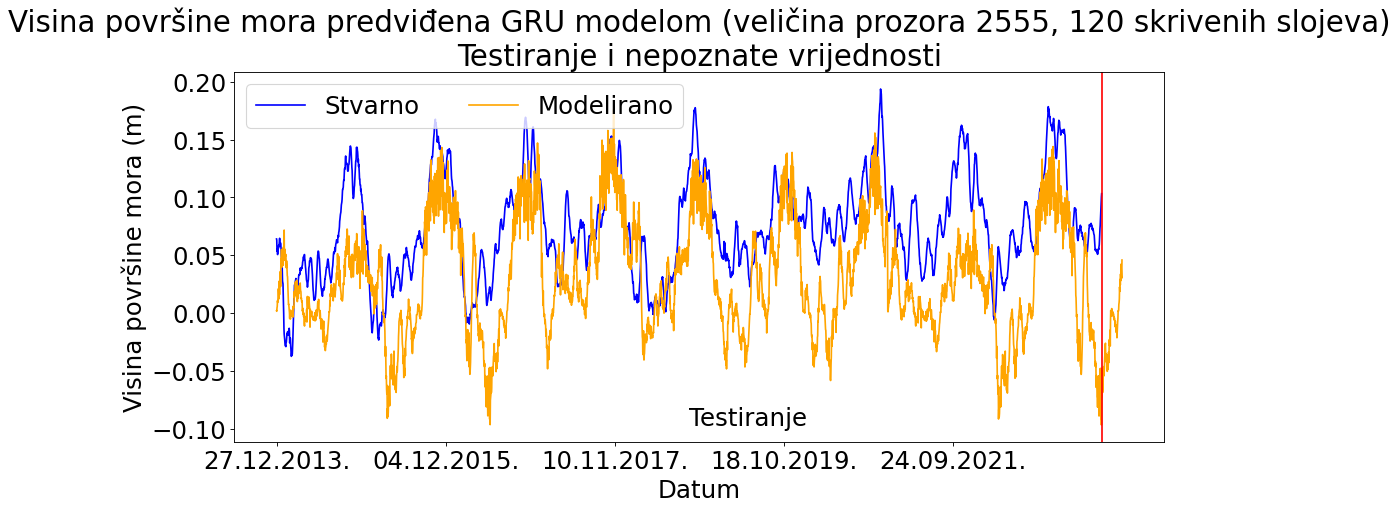 Visina površine mora predviđena GRU modelom (veličina prozora 2555, 120 skrivenih slojeva)
Testiranje i nepoznate vrijednosti
Stvarno Modelirano
Visina površine mora (m)
0.20
0.15
0.10
0.05
0.00
−0.05
−0.10
Testiranje
27.12.2013. 04.12.2015. 10.11.2017. 18.10.2019. 24.09.2021.
Datum